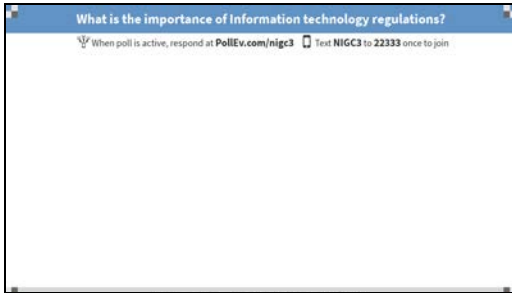 What is the importance of Information technology regulations?
When poll is active, respond at PollEv.com/nigc3 Text NIGC3 to 22333 once to join